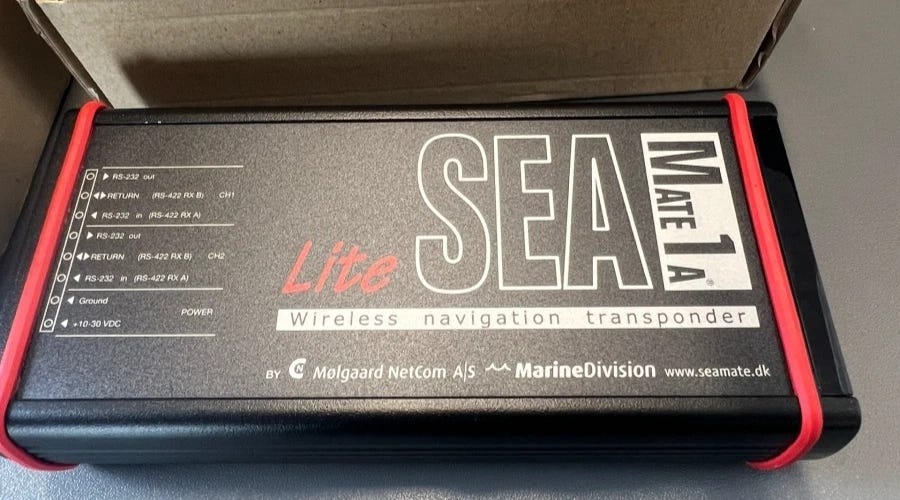 RS-232 out
RETURN (RS-422 RX B) CH1
RS-232 in (RS-422 RX A)
RS-232 out
RETURN (RS-422 RX B) CH2
RS-232 in (RS-422 RX A)
Ground
POWER
+10-30 VDC
Lite SEA MATE 1 A®
Wireless navigation transponder
BY CN Mølgaard NetCom A|S MarineDivision www.seamate.dk